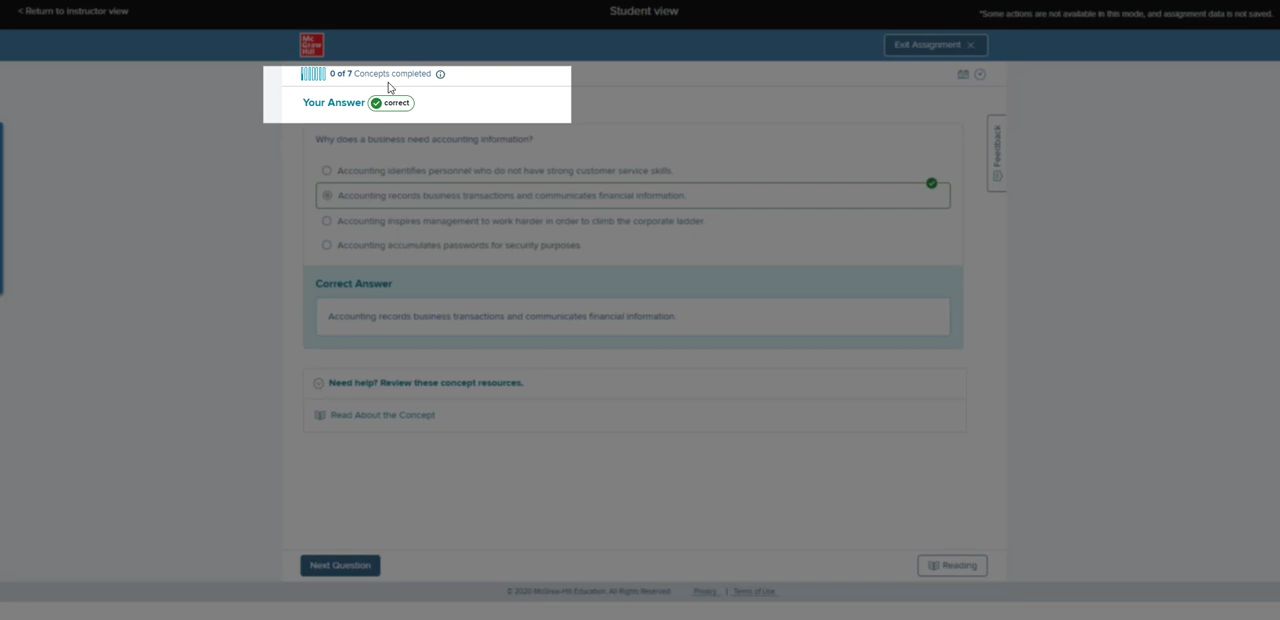 < Return to instructor view
Student view
*Some actions are not available in this mode, and assignment data is not saved.
Mc
Graw
Hill
Exit Assignment
0 of 7 Concepts completed
Your Answer correct
Why does a business need accounting information?
Accounting identifies personnel who do not have strong customer service skills.
Accounting records business transactions and communicates financial information.
Accounting inspires management to work harder in order to climb the corporate ladder.
Accounting accumulates passwords for security purposes.
Feedback
Correct Answer
Accounting records business transactions and communicates financial information.
Need help? Review these concept resources.
Read About the Concept
Next Question
Reading
© 2020 McGraw-Hill Education. All Rights Reserved. Privacy | Terms of Use